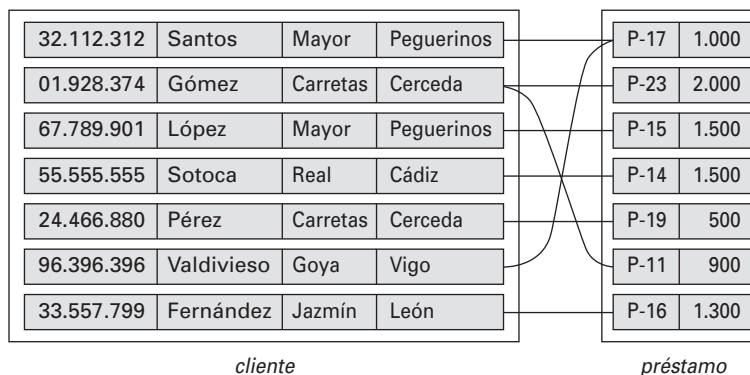 32.112.312 Santos Mayor Peguerinos P-17 1.000
01.928.374 Gómez Carretas Cerceda P-23 2.000
67.789.901 López Mayor Peguerinos P-15 1.500
55.555.555 Sotoca Real Cádiz P-14 1.500
24.466.880 Pérez Carretas Cerceda P-19 500
96.396.396 Valdivieso Goya Vigo P-11 900
33.557.799 Fernández Jazmín León P-16 1.300
cliente préstamo